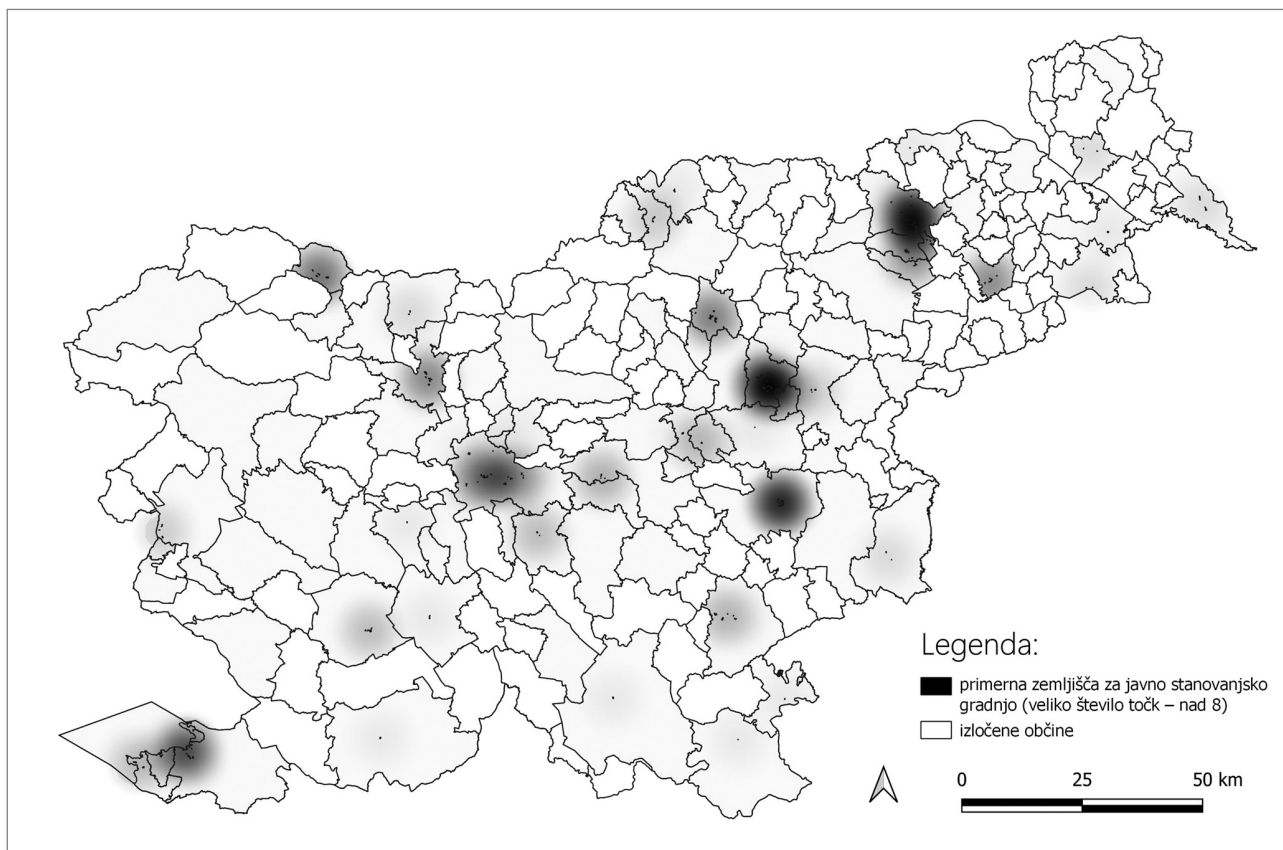 Legenda:
primerna zemljišča za javno stanovanjsko
gradnjo (veliko število točk – nad 8)
izločene občine
0 25 50 km